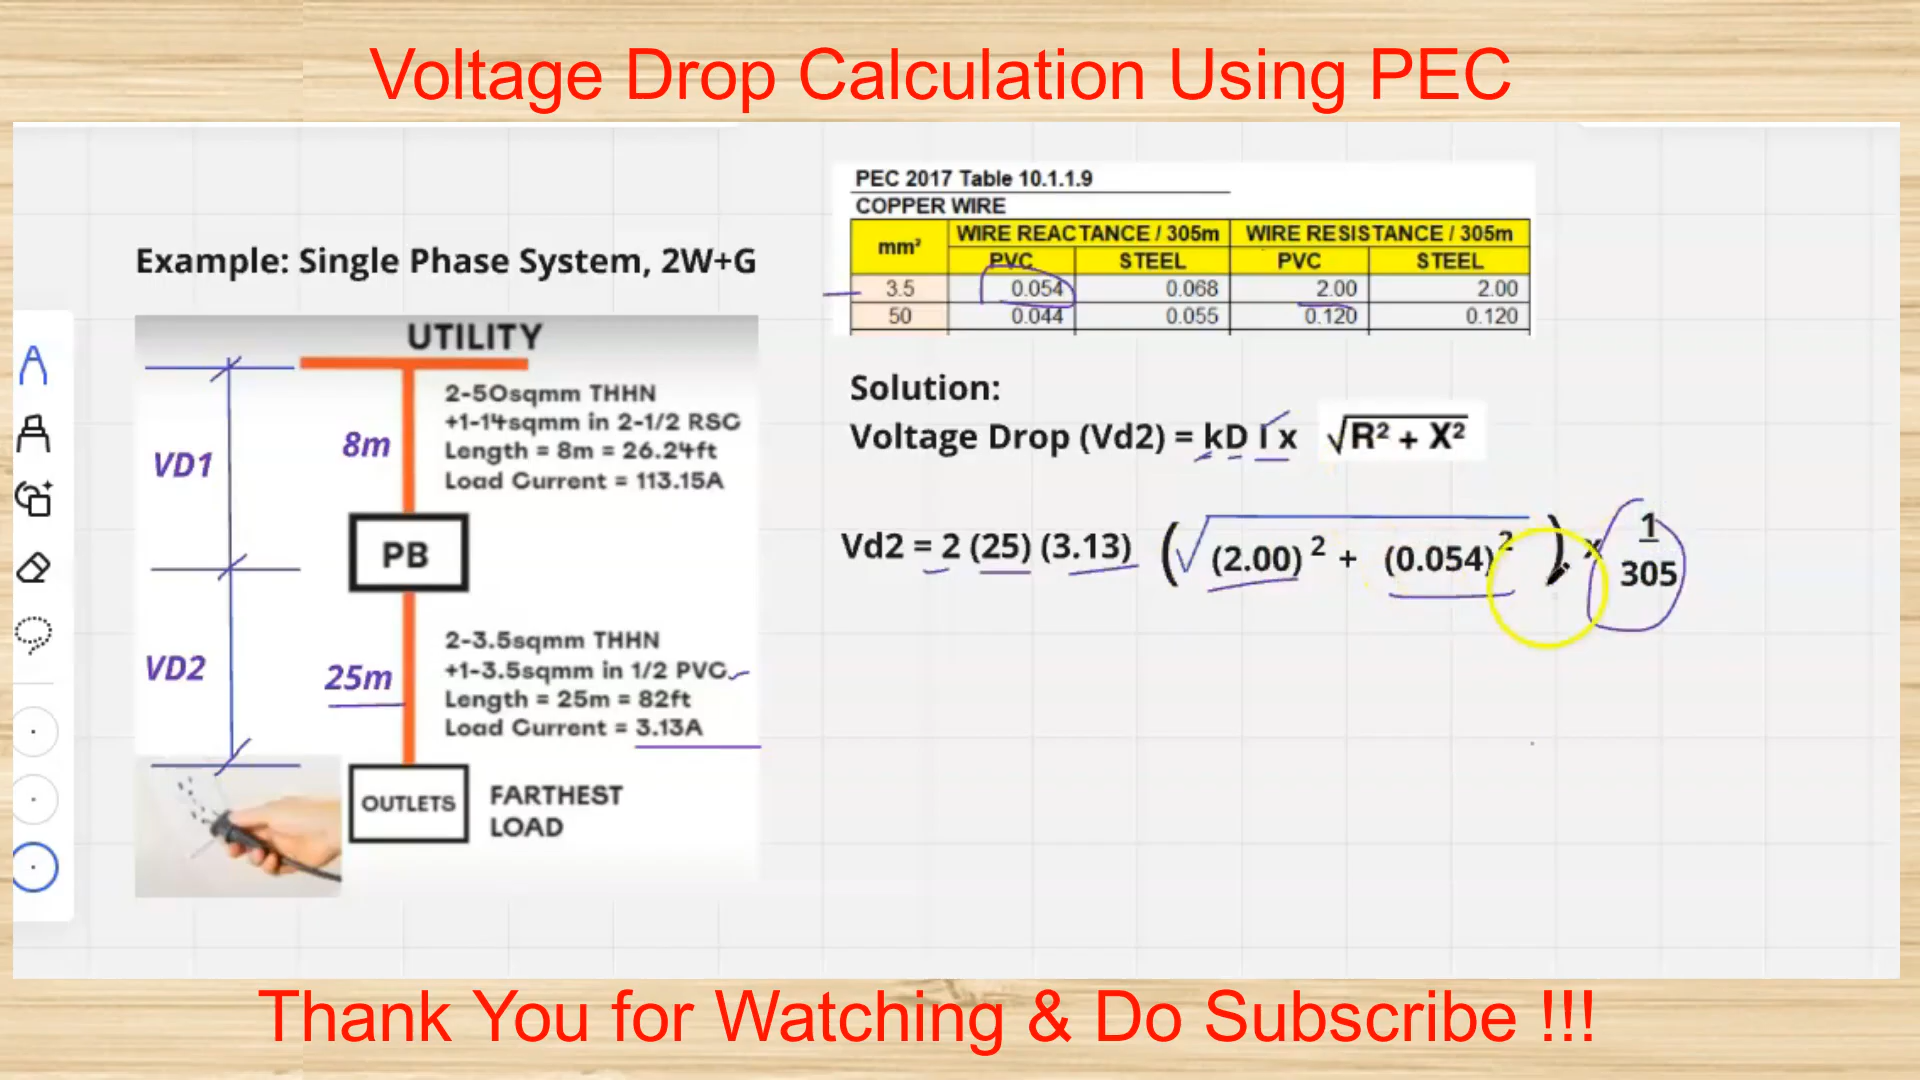 Voltage Drop Calculation Using PEC
PEC 2017 Table 10.1.1.9
COPPER WIRE
mm² WIRE REACTANCE / 305m WIRE RESISTANCE / 305m
PVC STEEL PVC STEEL
3.5 0.054 0.068 2.00 2.00
50 0.044 0.055 0.120 0.120
Example: Single Phase System, 2W+G
UTILITY
VD1
8m
2-50sqmm THHN
+1-14sqmm in 2-1/2 RSC
Length = 8m = 26.24ft
Load Current = 113.15A
PB
VD2
25m
2-3.5sqmm THHN
+1-3.5sqmm in 1/2 PVC
Length = 25m = 82ft
Load Current = 3.13A
OUTLETS
FARTHEST
LOAD
Solution:
Voltage Drop (Vd2) = kD I x √R² + X²
Vd2 = 2 (25) (3.13) (√(2.00)² + (0.054)²) x 1/305
Thank You for Watching & Do Subscribe !!!